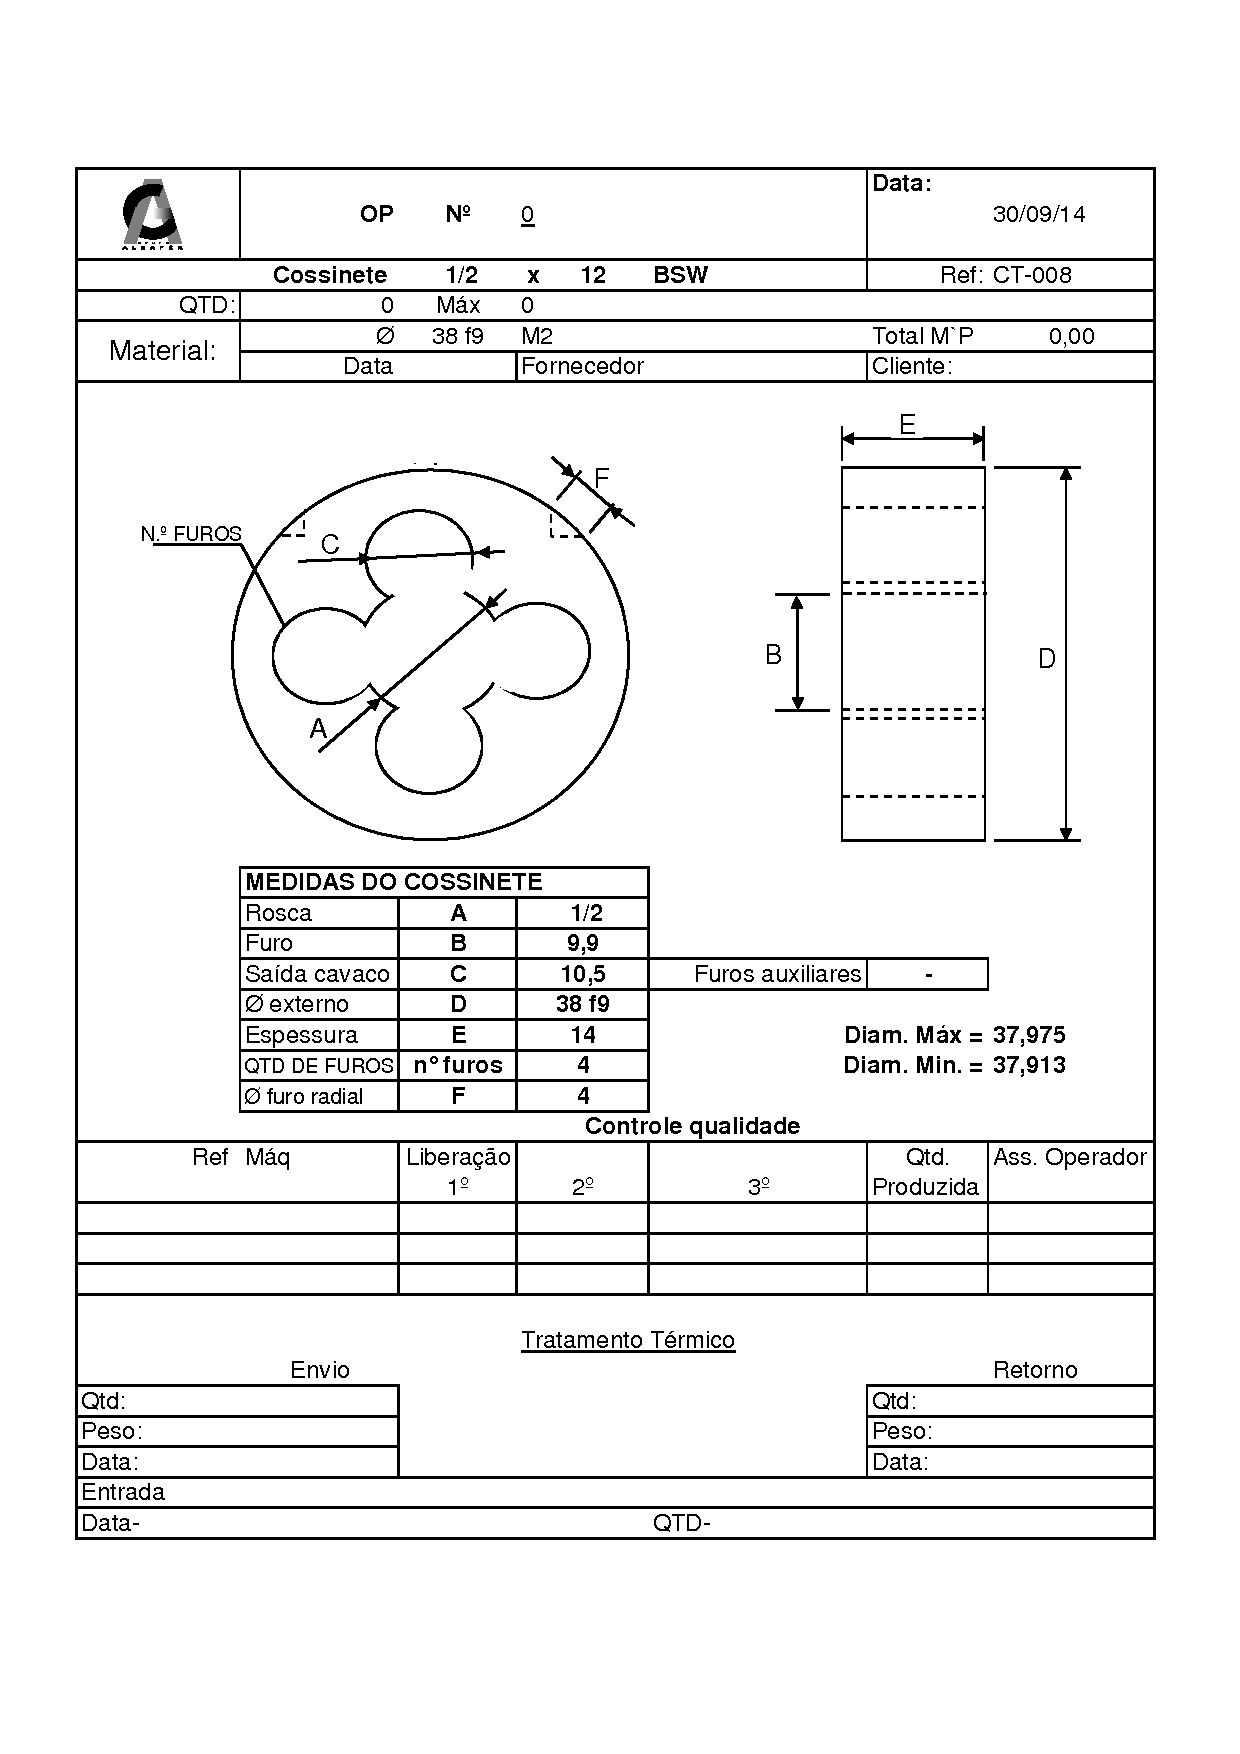 GRUPO
ALBAFER
Data:
OP Nº 0 30/09/14
Cossinete 1/2 x 12 BSW Ref: CT-008
QTD: 0 Máx 0
Material: Ø 38 f9 M2 Total M`P 0,00
Data Fornecedor Cliente:
E
F
N.º FUROS
C
B
D
A
MEDIDAS DO COSSINETE
Rosca A 1/2
Furo B 9,9
Saída cavaco C 10,5 Furos auxiliares -
Ø externo D 38 f9
Espessura E 14 Diam. Máx = 37,975
QTD DE FUROS nº furos 4 Diam. Min. = 37,913
Ø furo radial F 4
Controle qualidade
Ref Máq Liberação Qtd. Ass. Operador
1º 2º 3º Produzida
Tratamento Térmico
Envio Retorno
Qtd: Qtd:
Peso: Peso:
Data: Data:
Entrada
Data- QTD-